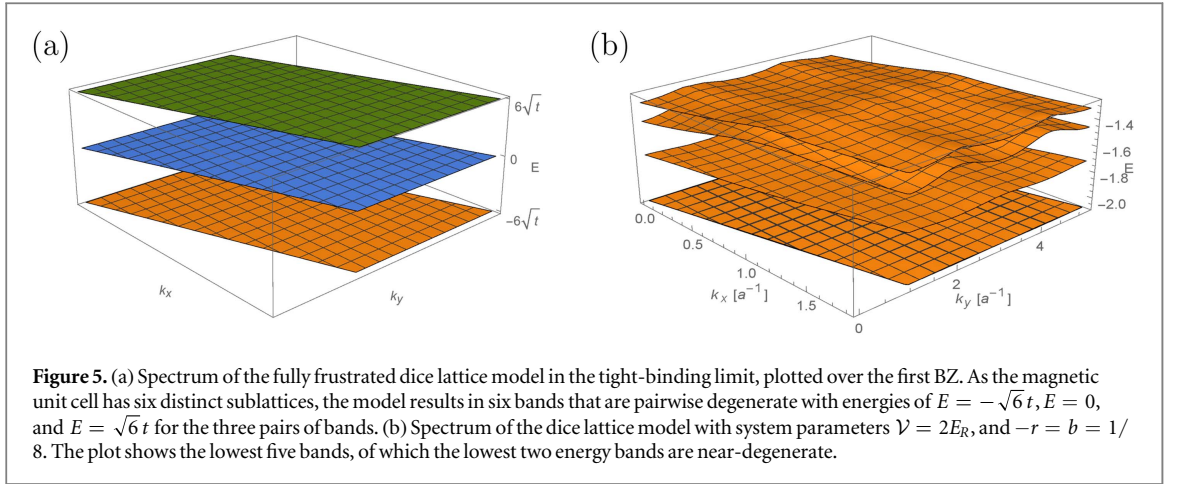 (a)
6√t
0
E
−6√t
kx
ky
(b)
−1.4
−1.6
E
−1.8
−2.0
0.0
0.5
1.0
1.5
kx [a⁻¹]
0
2
4
ky [a⁻¹]
Figure 5. (a) Spectrum of the fully frustrated dice lattice model in the tight-binding limit, plotted over the first BZ. As the magnetic
unit cell has six distinct sublattices, the model results in six bands that are pairwise degenerate with energies of E = −√6 t, E = 0,
and E = √6 t for the three pairs of bands. (b) Spectrum of the dice lattice model with system parameters 𝒱 = 2E_R, and −r = b = 1/
8. The plot shows the lowest five bands, of which the lowest two energy bands are near-degenerate.